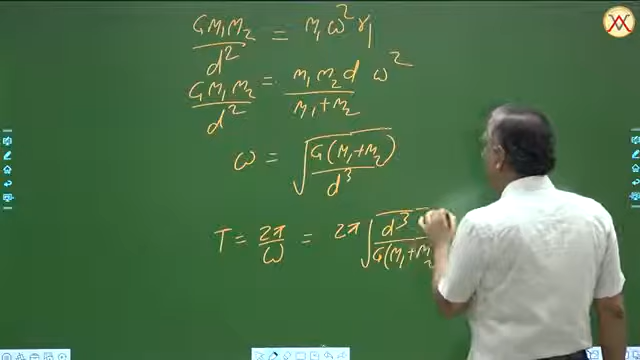 GM₁M₂/d² = M₁ω²r₁
GM₁M₂/d² = M₁M₂d/(M₁+M₂) ω²
ω = √(G(M₁+M₂)/d³)
T = 2π/ω = 2π√(d³/G(M₁+M₂